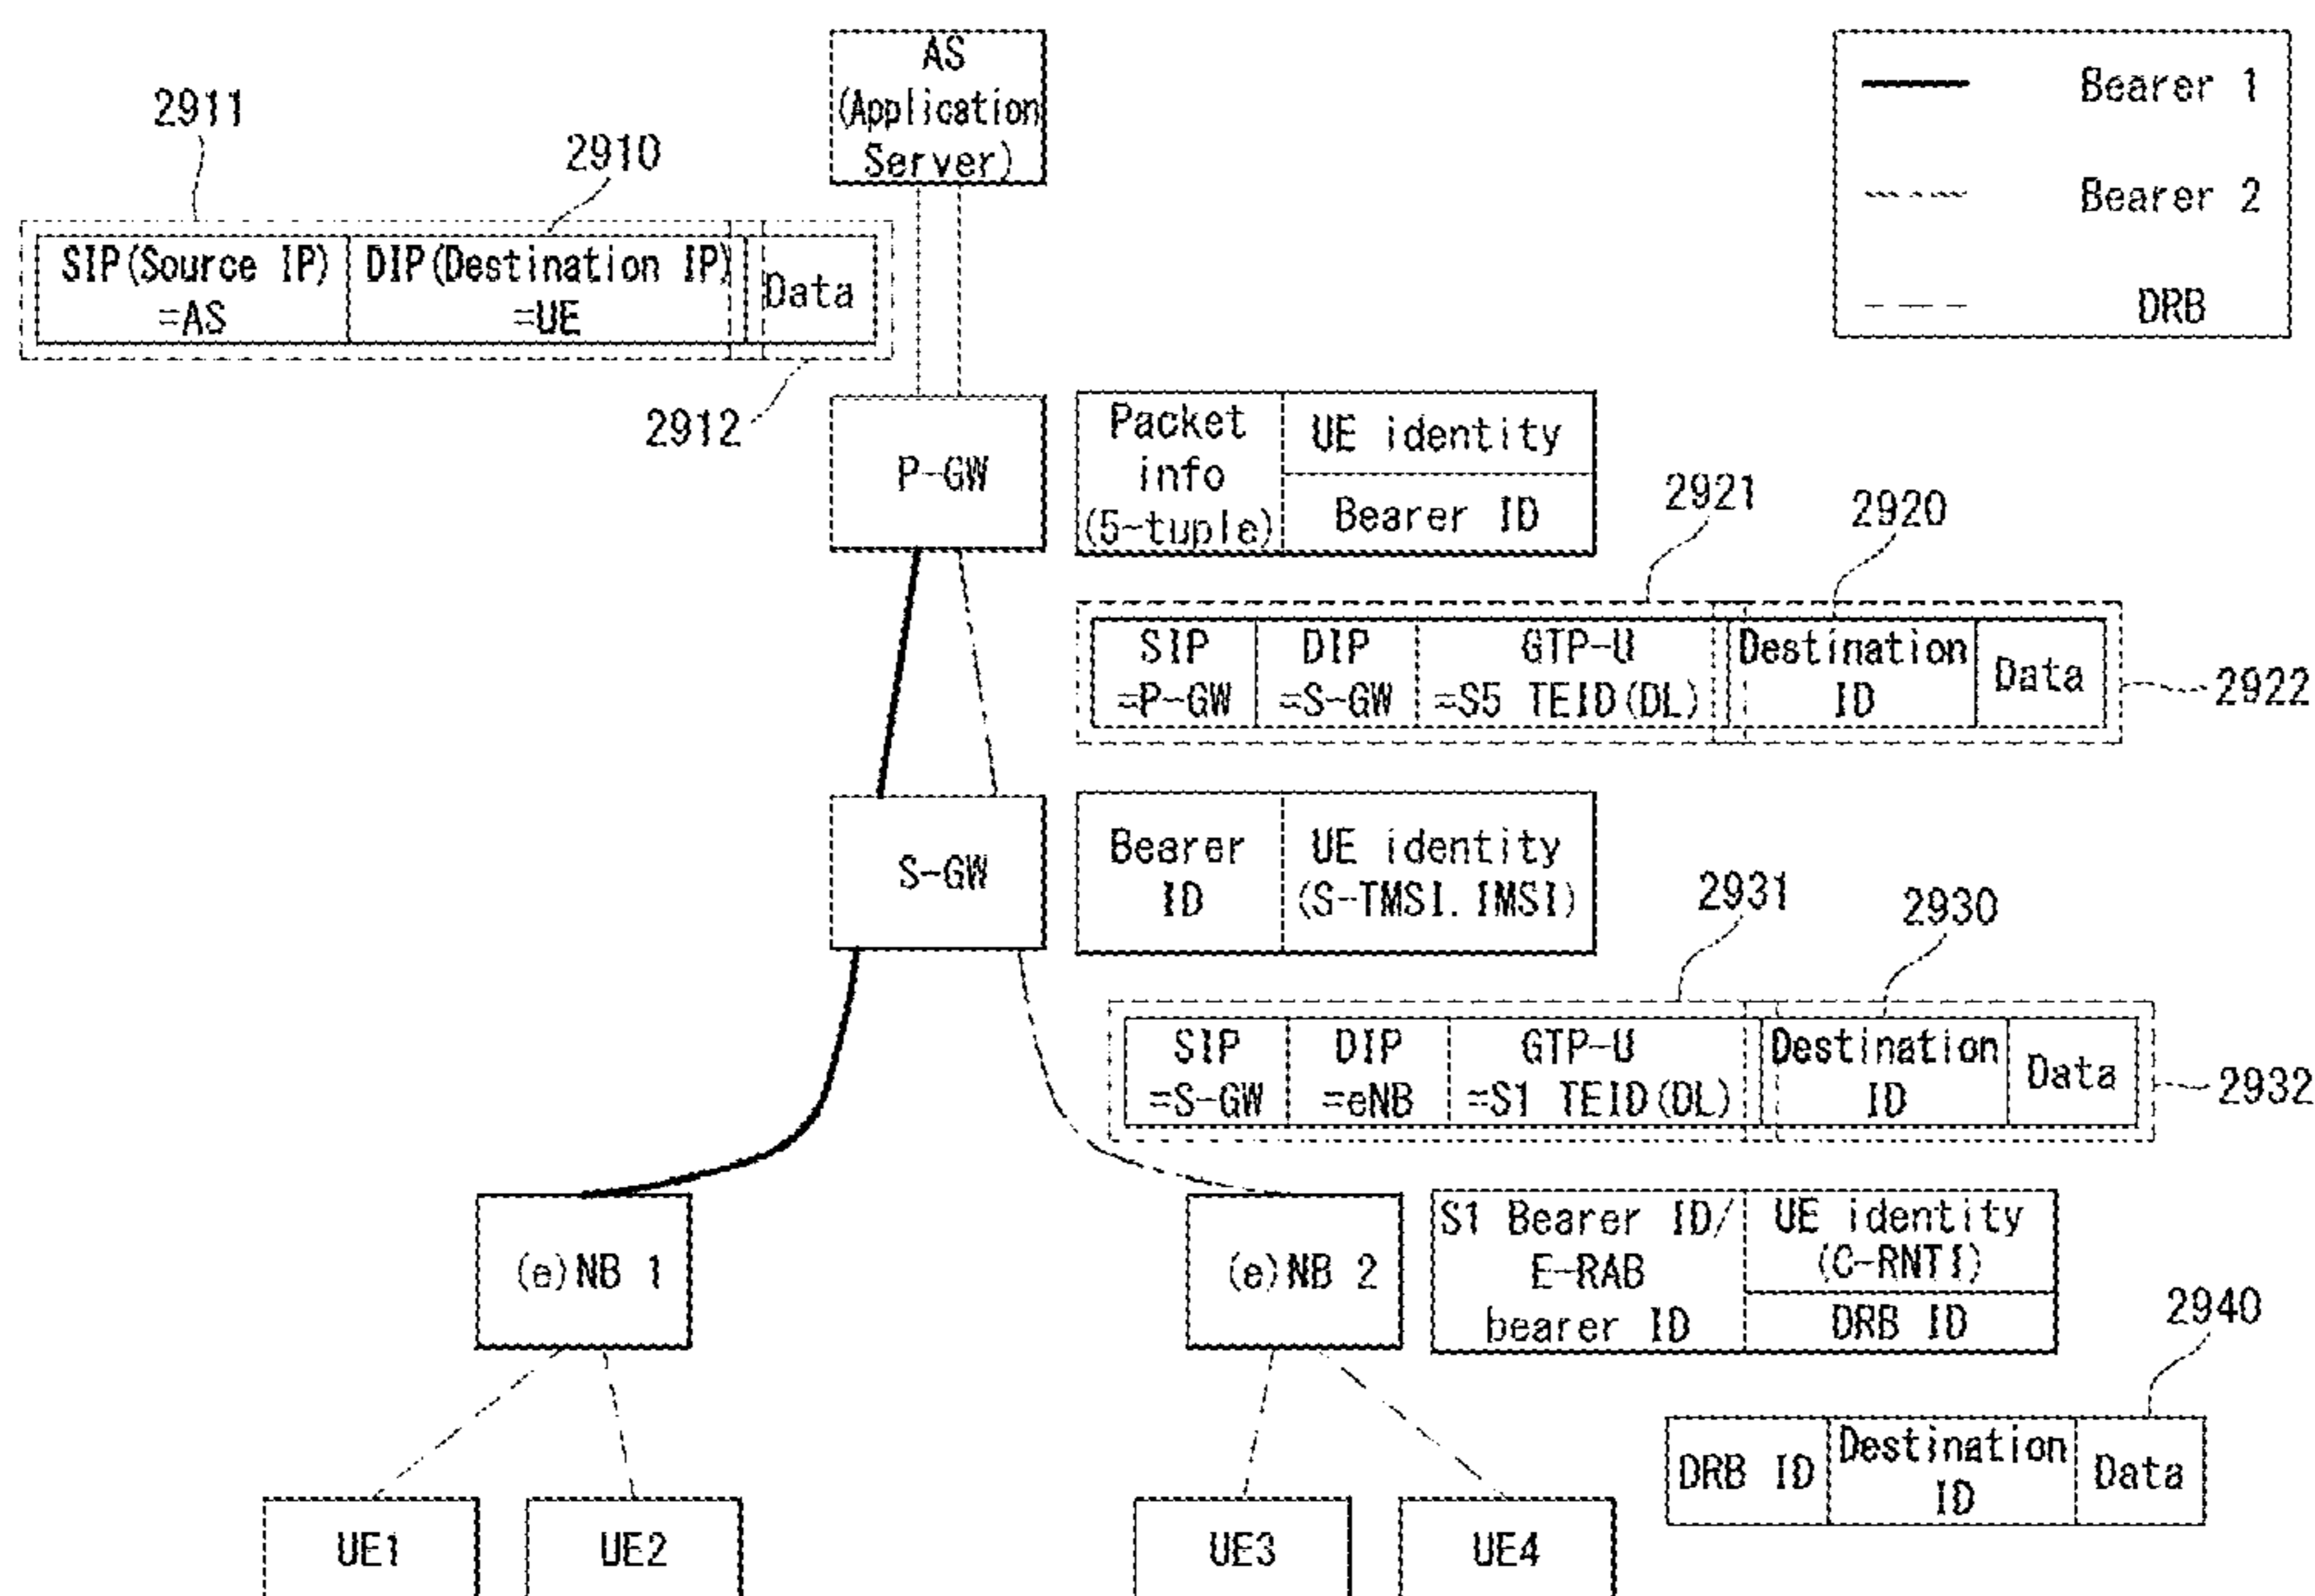 AS
(Application
Server)
Bearer 1
Bearer 2
DRB
2911
2910
SIP(Source IP)
=AS
DIP(Destination IP)
=UE
Data
2912
P-GW
Packet
info
(5-tuple)
UE identity
Bearer ID
2921
2920
SIP
=P-GW
DIP
=S-GW
GTP-U
=S5 TEID(DL)
Destination
ID
Data
2922
S-GW
Bearer
ID
UE identity
(S-TMSI.IMSI)
2931
2930
SIP
=S-GW
DIP
=eNB
GTP-U
=S1 TEID(DL)
Destination
ID
Data
2932
(e)NB 1
(e)NB 2
S1 Bearer ID/
E-RAB
bearer ID
UE identity
(C-RNTI)
DRB ID
2940
DRB ID
Destination
ID
Data
UE1
UE2
UE3
UE4